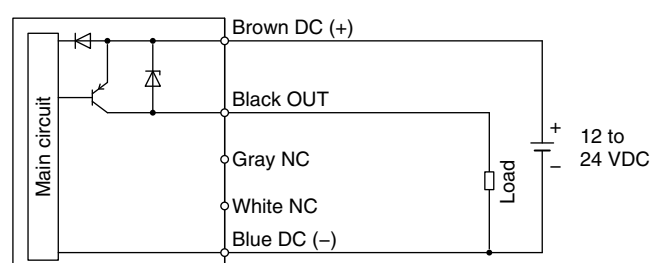 Brown DC (+)
Main circuit
Black OUT
Gray NC
White NC
Blue DC (−)
Load
+
−
12 to
24 VDC